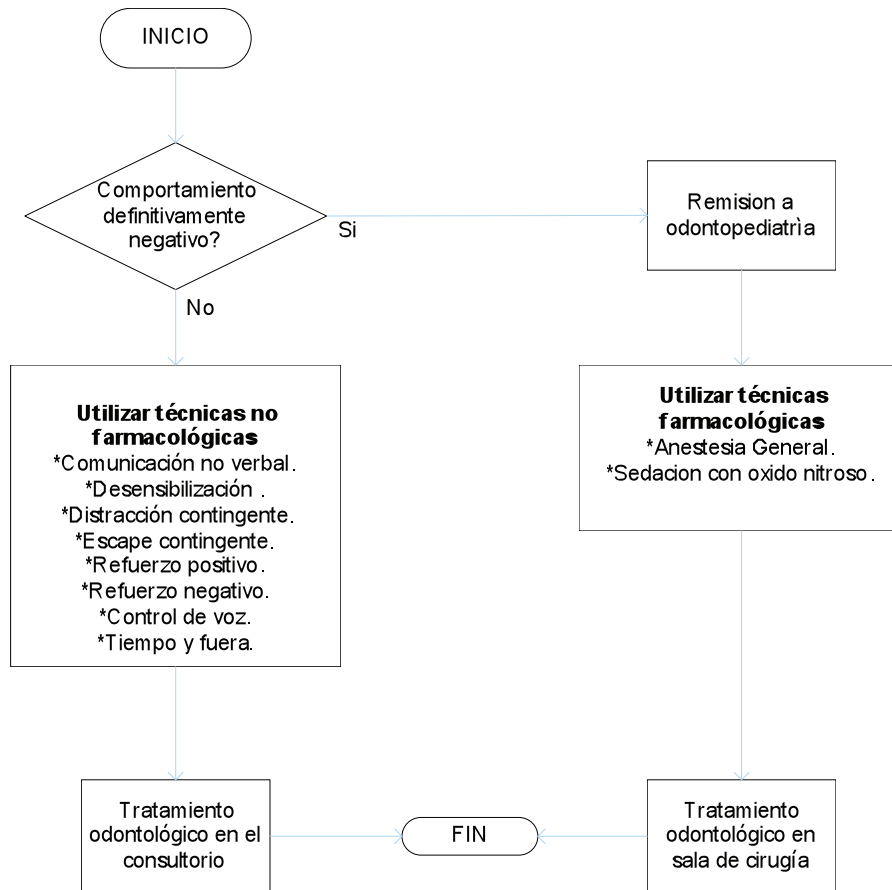 INICIO
Comportamiento
definitivamente
negativo?
Si
Remision a
odontopediatrìa
No
Utilizar técnicas no
farmacológicas
*Comunicación no verbal.
*Desensibilización .
*Distracción contingente.
*Escape contingente.
*Refuerzo positivo.
*Refuerzo negativo.
*Control de voz.
*Tiempo y fuera.
Utilizar técnicas
farmacológicas
*Anestesia General.
*Sedacion con oxido nitroso.
Tratamiento
odontológico en el
consultorio
FIN
Tratamiento
odontológico en
sala de cirugía